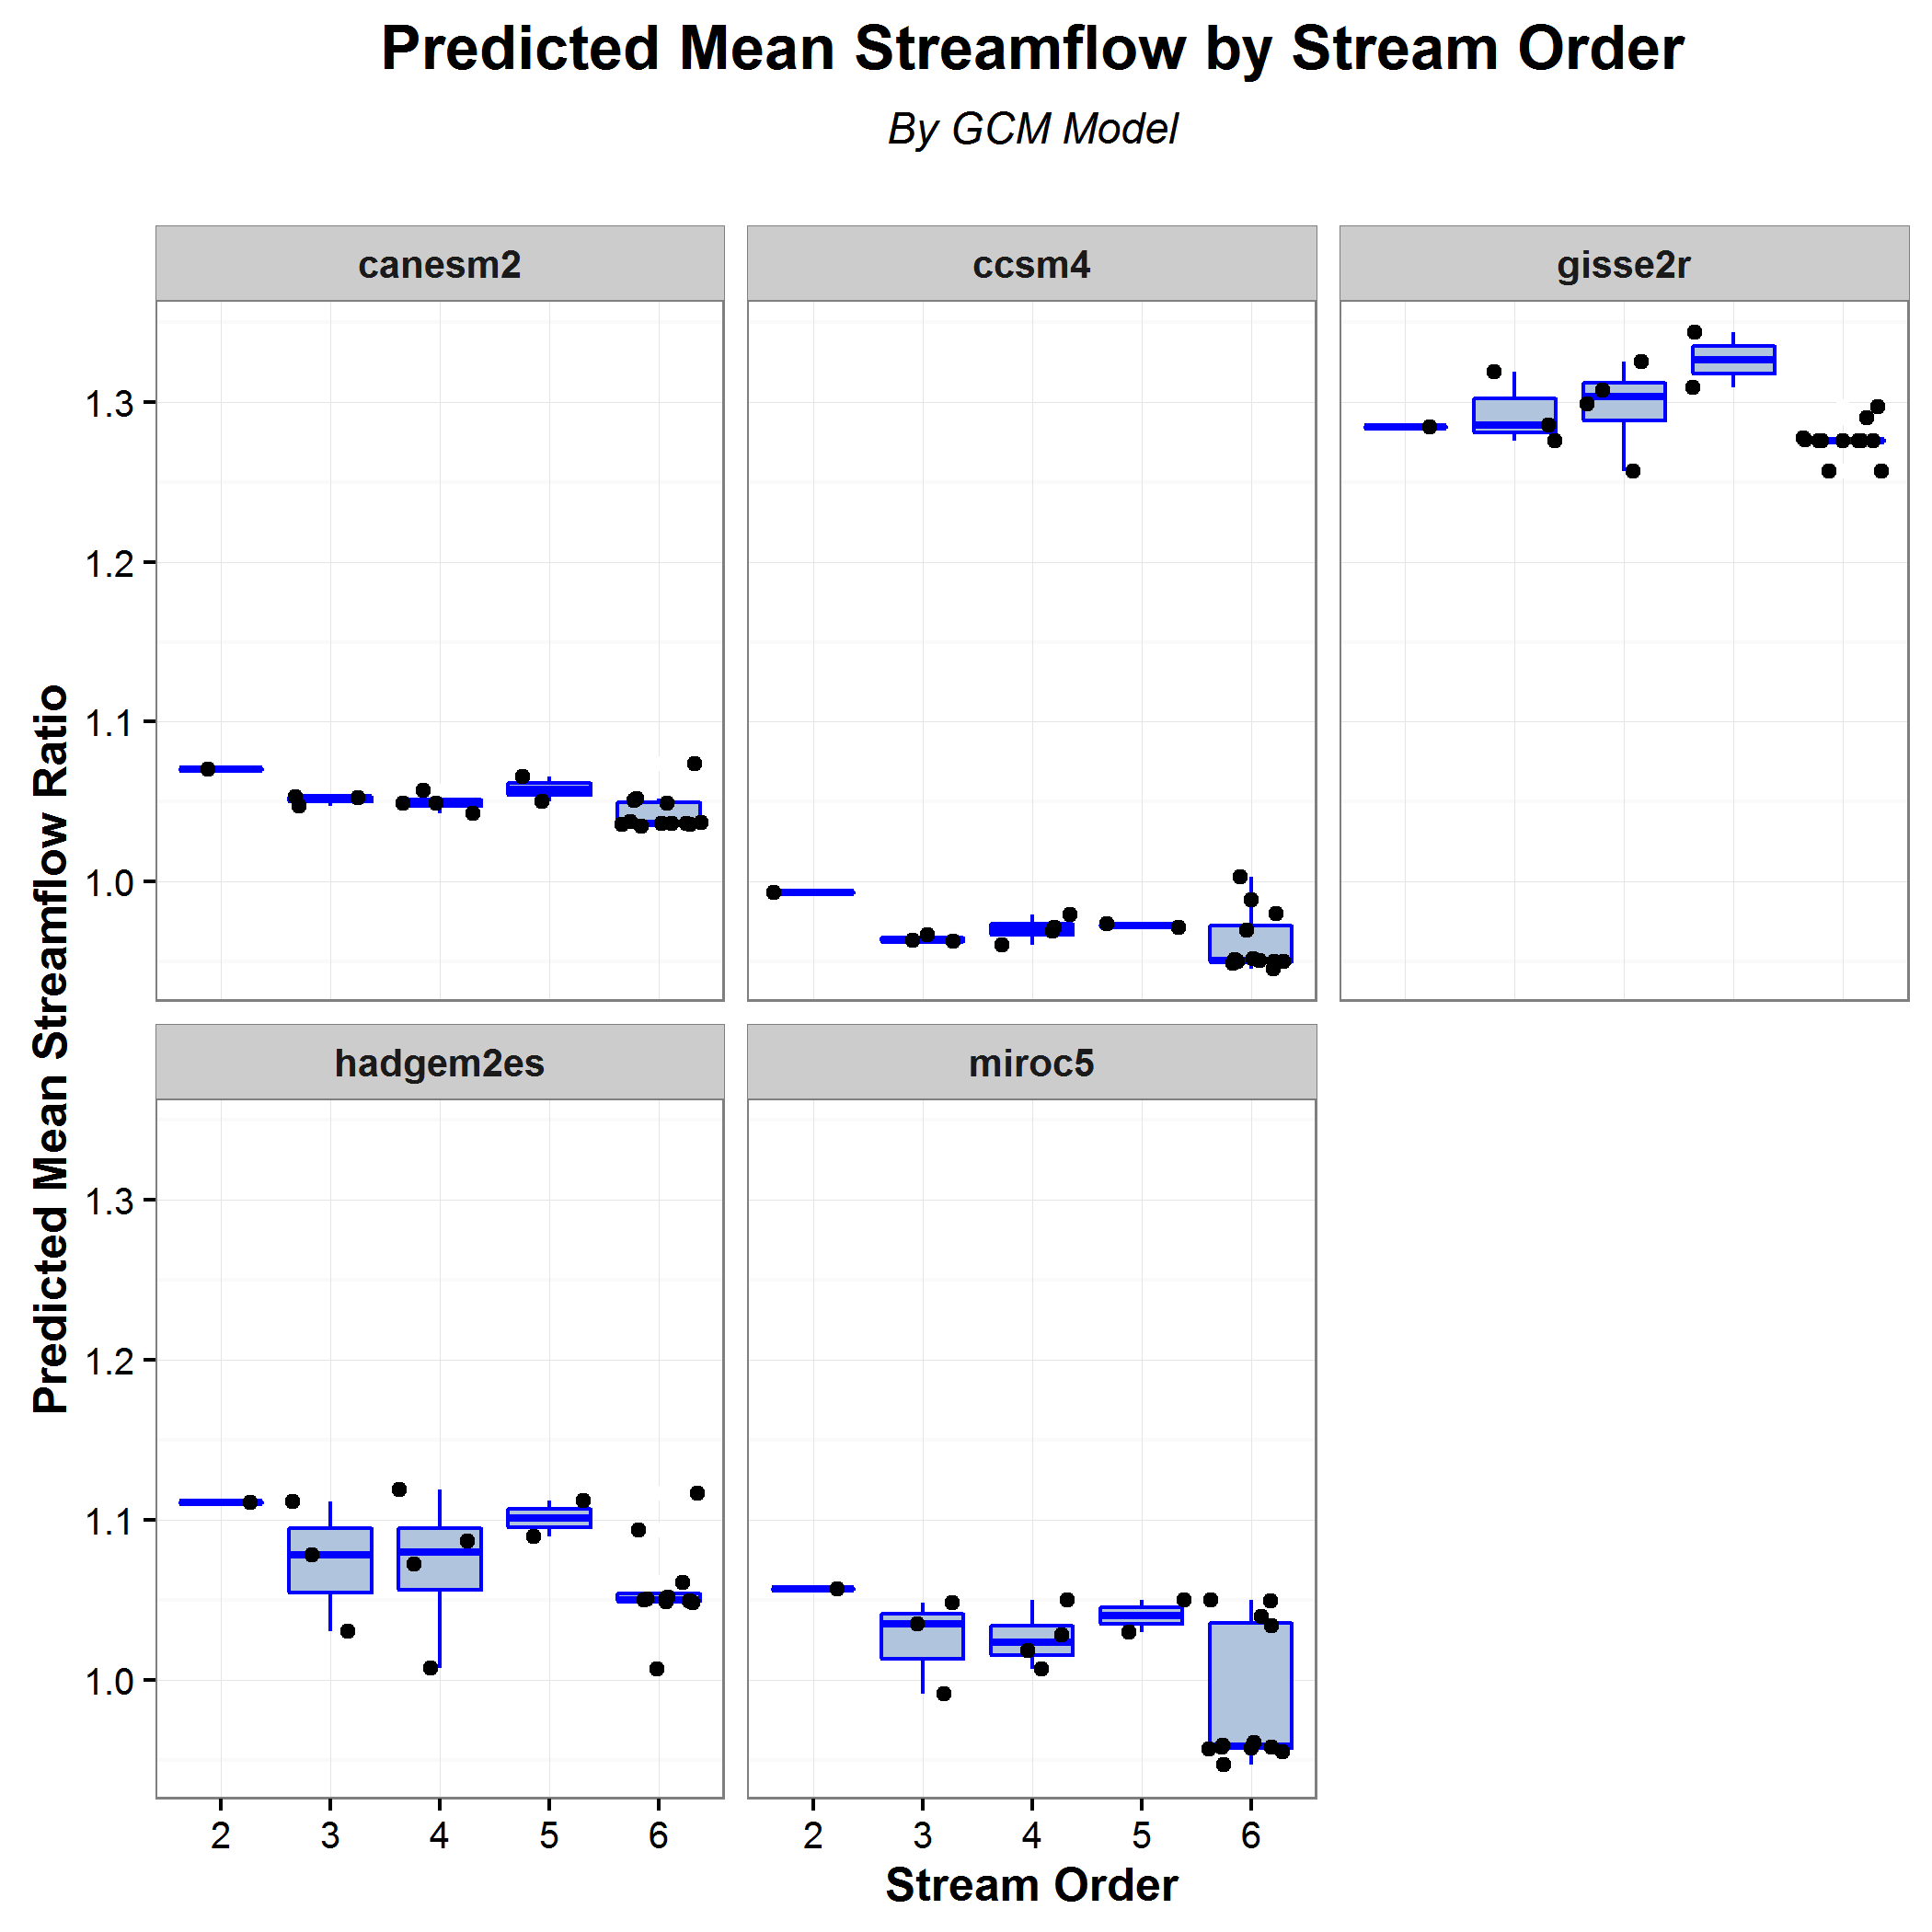 Predicted Mean Streamflow by Stream Order
By GCM Model
canesm2
ccsm4
gisse2r
1.3
1.2
1.1
1.0
Predicted Mean Streamflow Ratio
hadgem2es
miroc5
1.3
1.2
1.1
1.0
2 3 4 5 6
2 3 4 5 6
Stream Order